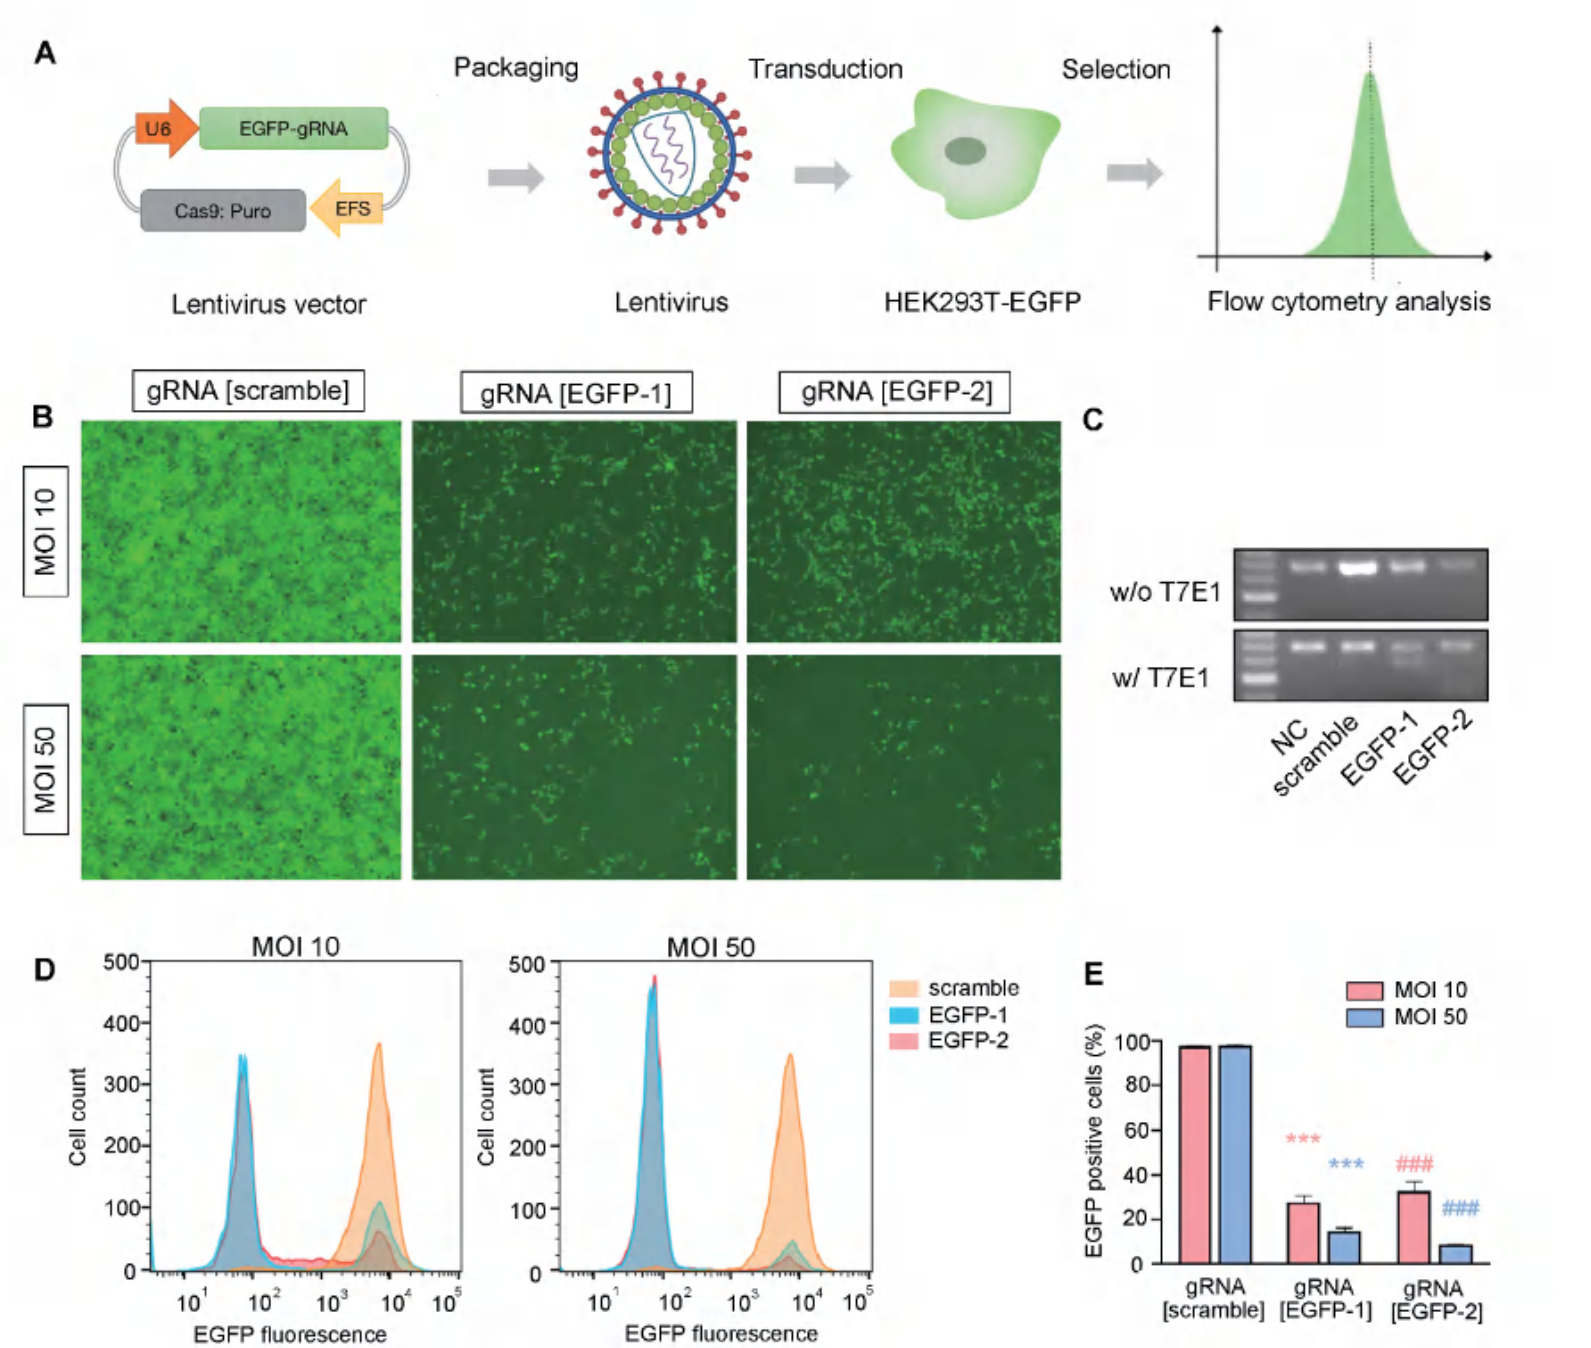 A
Packaging
Transduction
Selection
U6
EGFP-gRNA
Cas9: Puro
EFS
Lentivirus vector
Lentivirus
HEK293T-EGFP
Flow cytometry analysis
B
gRNA [scramble]
gRNA [EGFP-1]
gRNA [EGFP-2]
MOI 10
MOI 50
C
w/o T7E1
w/ T7E1
NC
scramble
EGFP-1
EGFP-2
D
MOI 10
500
400
300
200
100
0
Cell count
10¹
10²
10³
10⁴
10⁵
EGFP fluorescence
MOI 50
500
400
300
200
100
0
Cell count
10¹
10²
10³
10⁴
10⁵
EGFP fluorescence
scramble
EGFP-1
EGFP-2
E
MOI 10
MOI 50
EGFP positive cells (%)
100
80
60
40
20
0
***
***
###
###
gRNA
[scramble]
gRNA
[EGFP-1]
gRNA
[EGFP-2]